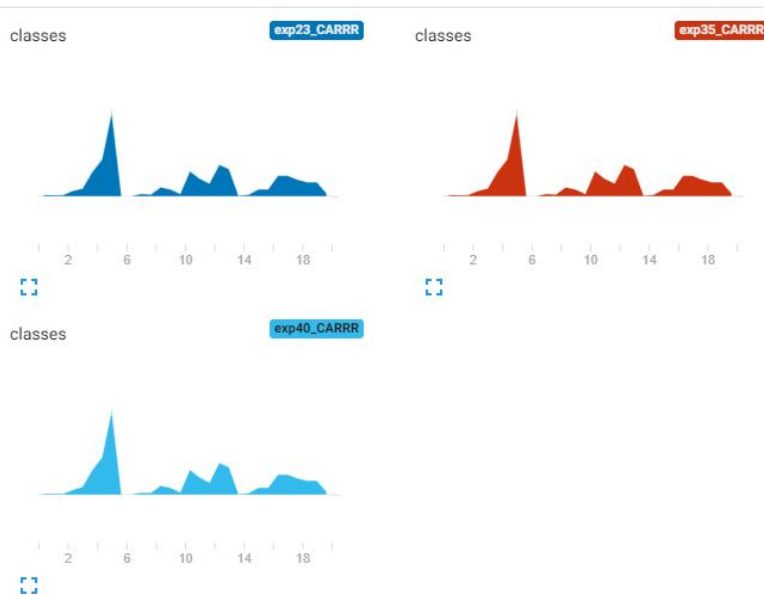 classes exp23_CARRR
2 6 10 14 18
classes exp35_CARRR
2 6 10 14 18
classes exp40_CARRR
2 6 10 14 18